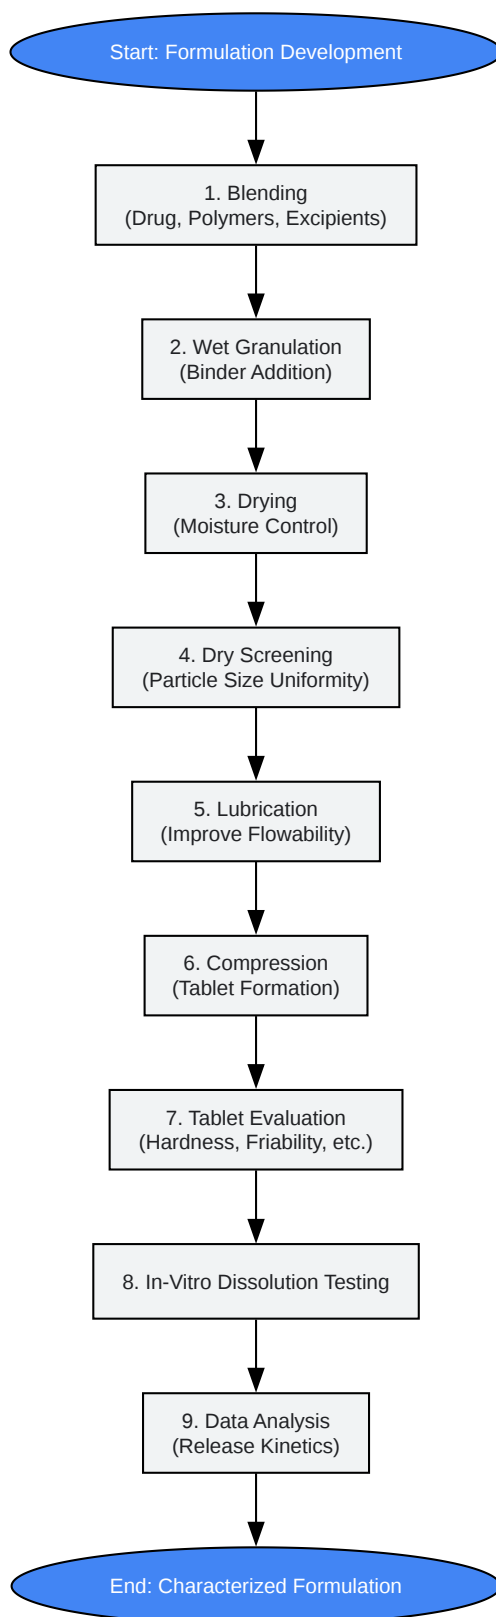 Start: Formulation Development
1. Blending
(Drug, Polymers, Excipients)
2. Wet Granulation
(Binder Addition)
3. Drying
(Moisture Control)
4. Dry Screening
(Particle Size Uniformity)
5. Lubrication
(Improve Flowability)
6. Compression
(Tablet Formation)
7. Tablet Evaluation
(Hardness, Friability, etc.)
8. In-Vitro Dissolution Testing
9. Data Analysis
(Release Kinetics)
End: Characterized Formulation